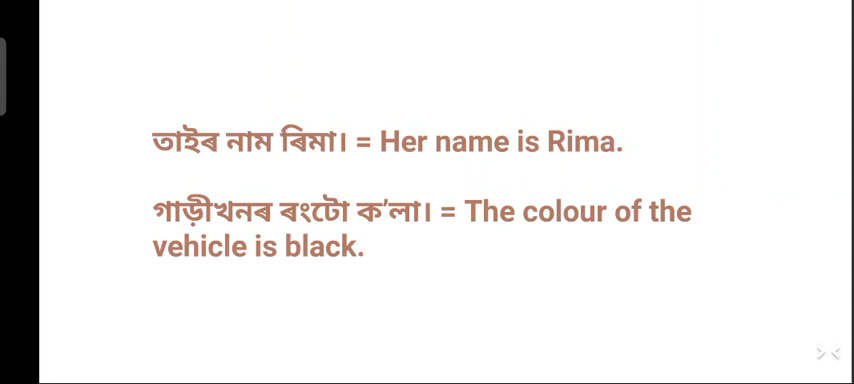 তাইৰ নাম ৰিমা। = Her name is Rima.
গাড়ীখনৰ ৰংটো ক’লা। = The colour of the
vehicle is black.